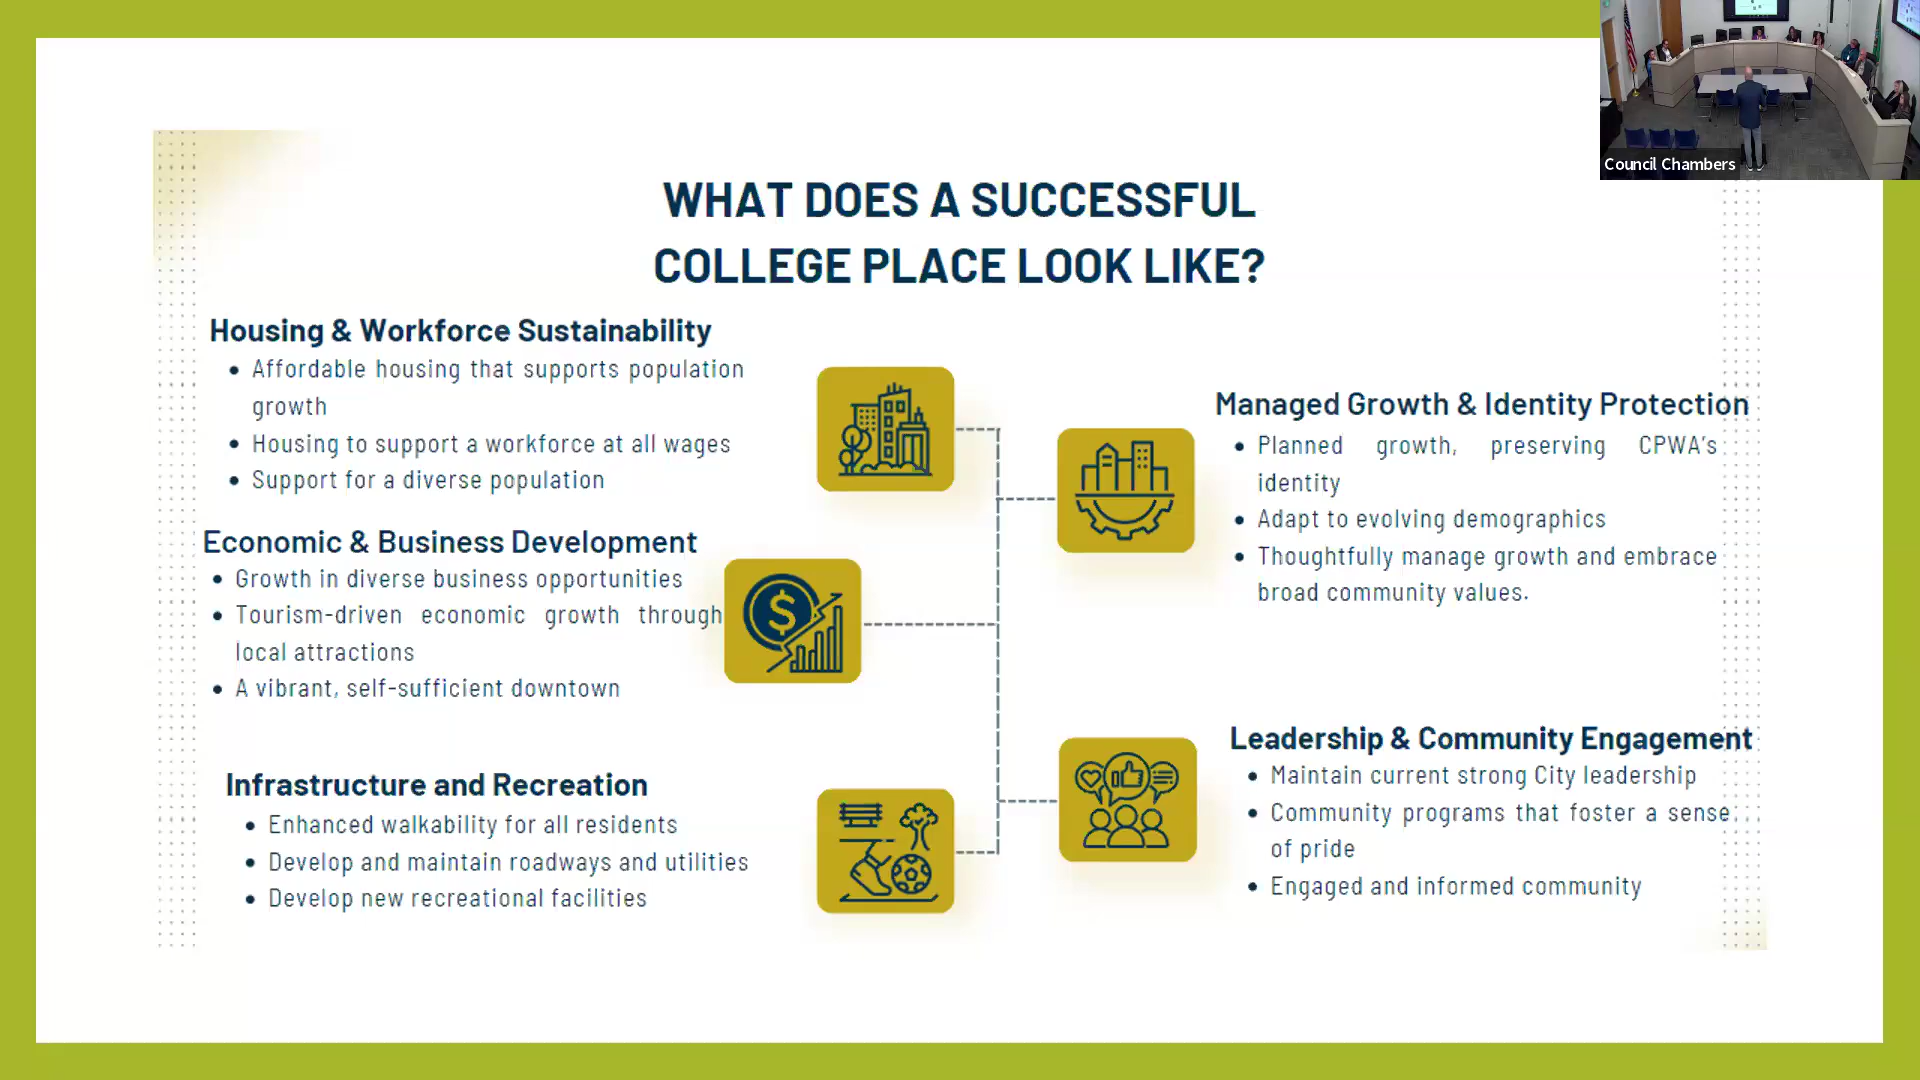 Council Chambers
WHAT DOES A SUCCESSFUL
COLLEGE PLACE LOOK LIKE?
Housing & Workforce Sustainability
• Affordable housing that supports population
growth
• Housing to support a workforce at all wages
• Support for a diverse population
Economic & Business Development
• Growth in diverse business opportunities
• Tourism-driven economic growth through
local attractions
• A vibrant, self-sufficient downtown
Infrastructure and Recreation
• Enhanced walkability for all residents
• Develop and maintain roadways and utilities
• Develop new recreational facilities
Managed Growth & Identity Protection
• Planned growth, preserving CPWA's
identity
• Adapt to evolving demographics
• Thoughtfully manage growth and embrace
broad community values.
Leadership & Community Engagement
• Maintain current strong City leadership
• Community programs that foster a sense
of pride
• Engaged and informed community
$